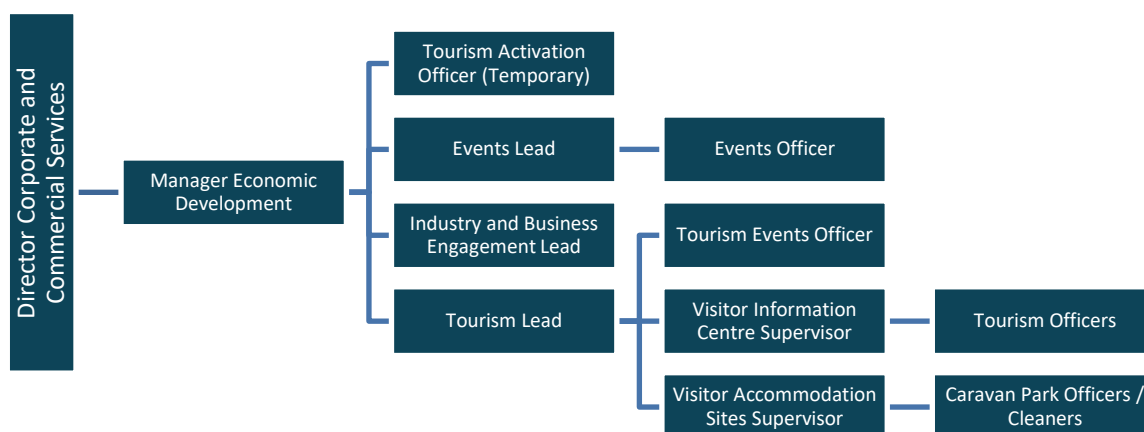 Director Corporate and
Commercial Services
Manager Economic
Development
Tourism Activation
Officer (Temporary)
Events Lead
Events Officer
Industry and Business
Engagement Lead
Tourism Lead
Tourism Events Officer
Visitor Information
Centre Supervisor
Tourism Officers
Visitor Accommodation
Sites Supervisor
Caravan Park Officers /
Cleaners